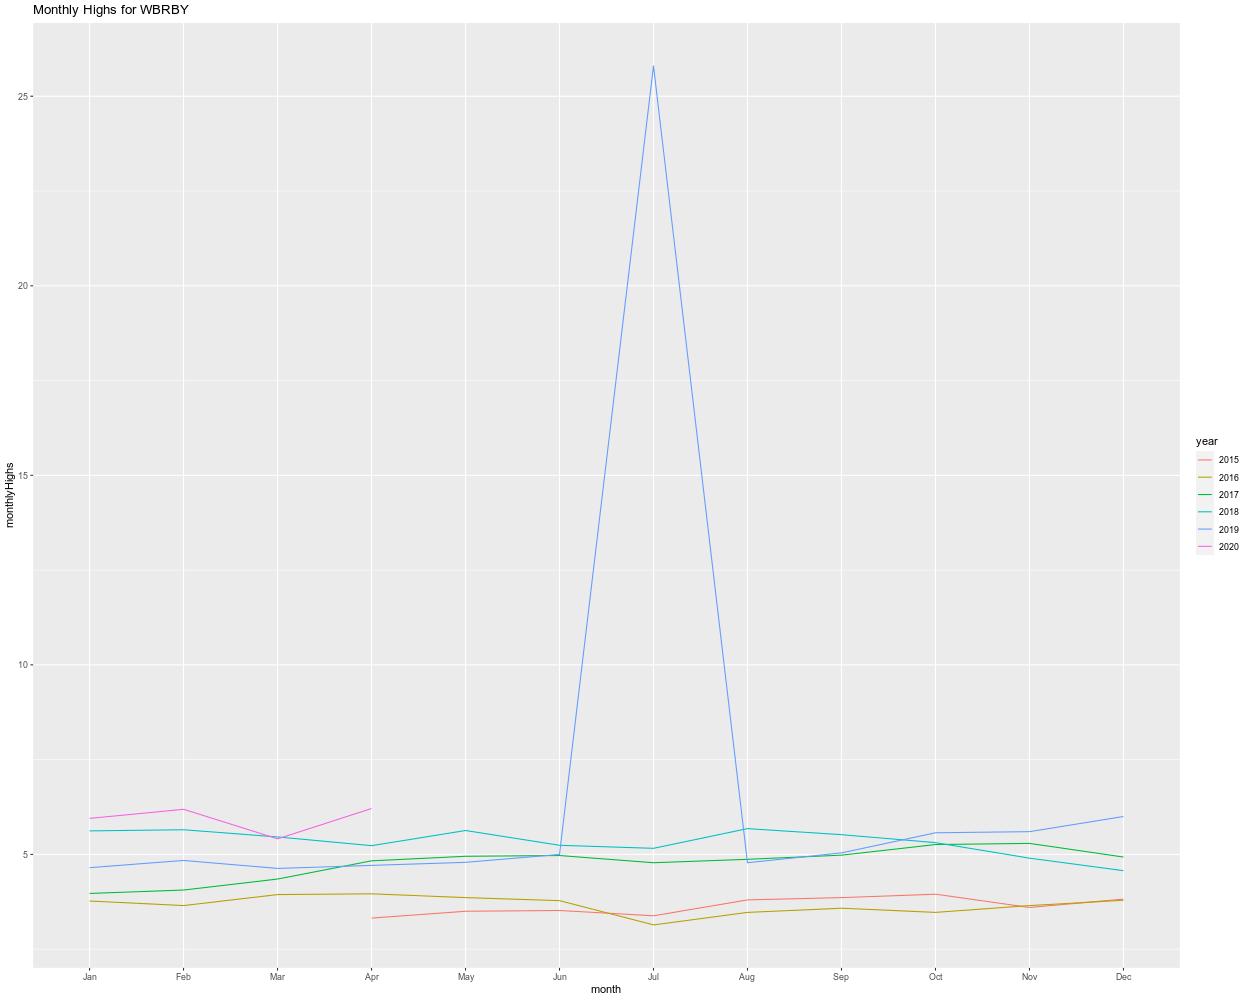 Monthly Highs for WBRBY
25
20
15
10
5
monthlyHighs
Jan Feb Mar Apr May Jun Jul Aug Sep Oct Nov Dec
month
year
2015
2016
2017
2018
2019
2020